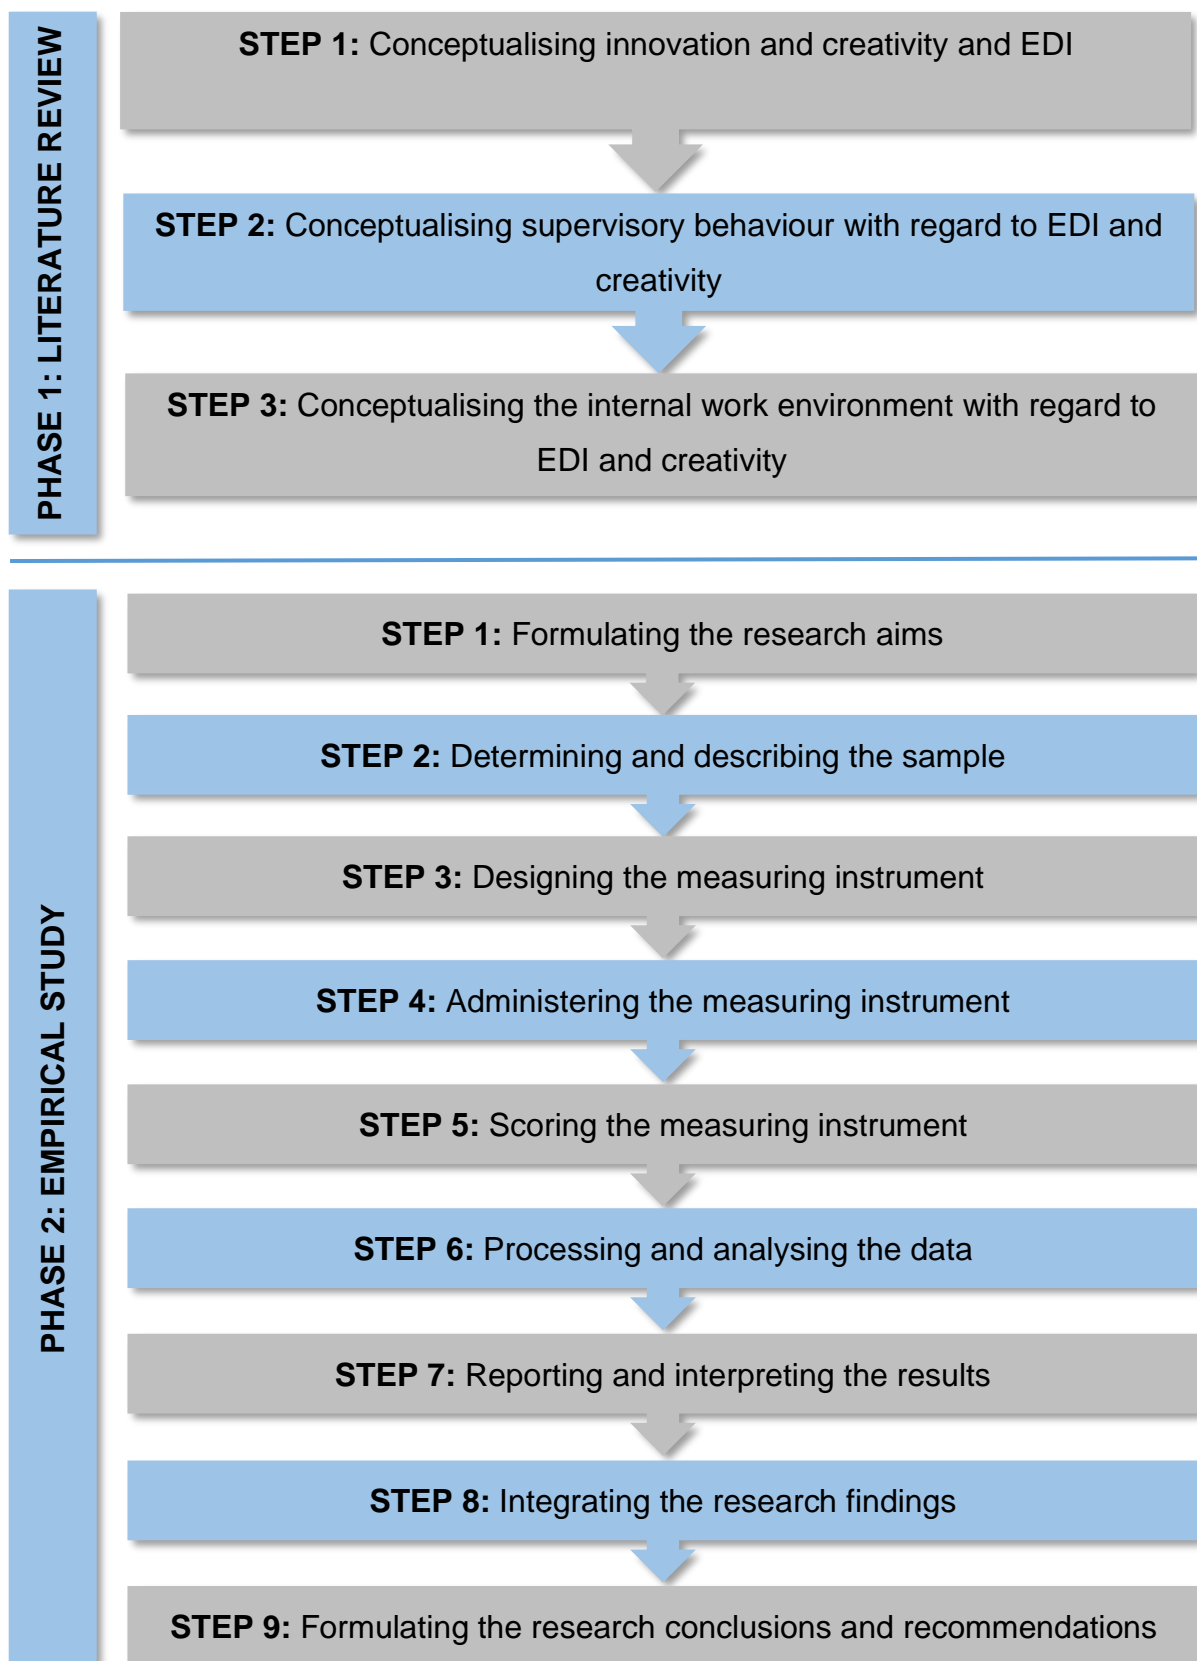 PHASE 1: LITERATURE REVIEW
STEP 1: Conceptualising innovation and creativity and EDI
STEP 2: Conceptualising supervisory behaviour with regard to EDI and
creativity
STEP 3: Conceptualising the internal work environment with regard to
EDI and creativity
PHASE 2: EMPIRICAL STUDY
STEP 1: Formulating the research aims
STEP 2: Determining and describing the sample
STEP 3: Designing the measuring instrument
STEP 4: Administering the measuring instrument
STEP 5: Scoring the measuring instrument
STEP 6: Processing and analysing the data
STEP 7: Reporting and interpreting the results
STEP 8: Integrating the research findings
STEP 9: Formulating the research conclusions and recommendations